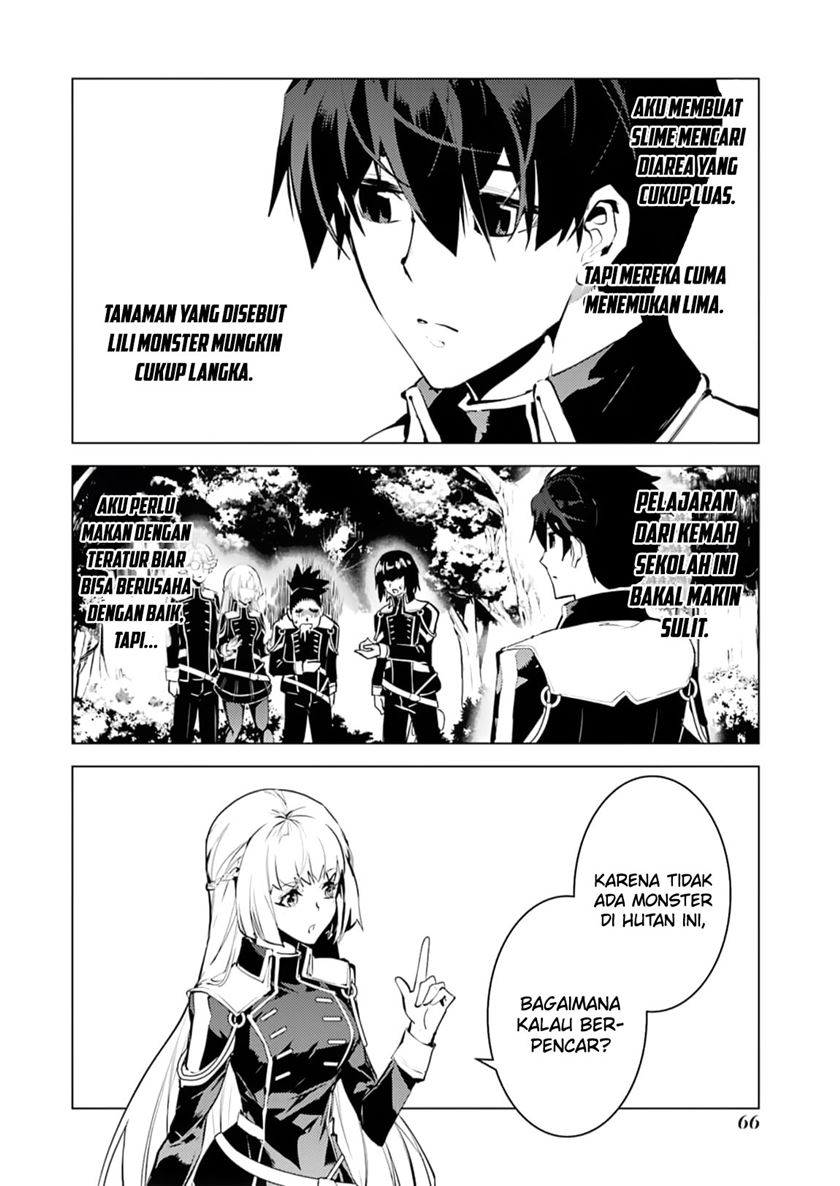 AKU MEMBUAT
SLIME MENCARI
DIAREA YANG
CUKUP LUAS.
TAPI MEREKA CUMA
MENEMUKAN LIMA.
TANAMAN YANG DISEBUT
LILI MONSTER MUNGKIN
CUKUP LANGKA.
PELAJARAN
DARI KEMAH
SEKOLAH INI
BAKAL MAKIN
SULIT.
AKU PERLU
MAKAN DENGAN
TERATUR BIAR
BISA BERUSAHA
DENGAN BAIK,
TAPI...
KARENA TIDAK
ADA MONSTER
DI HUTAN INI,
BAGAIMANA
KALAU BER-
PENCAR?
66